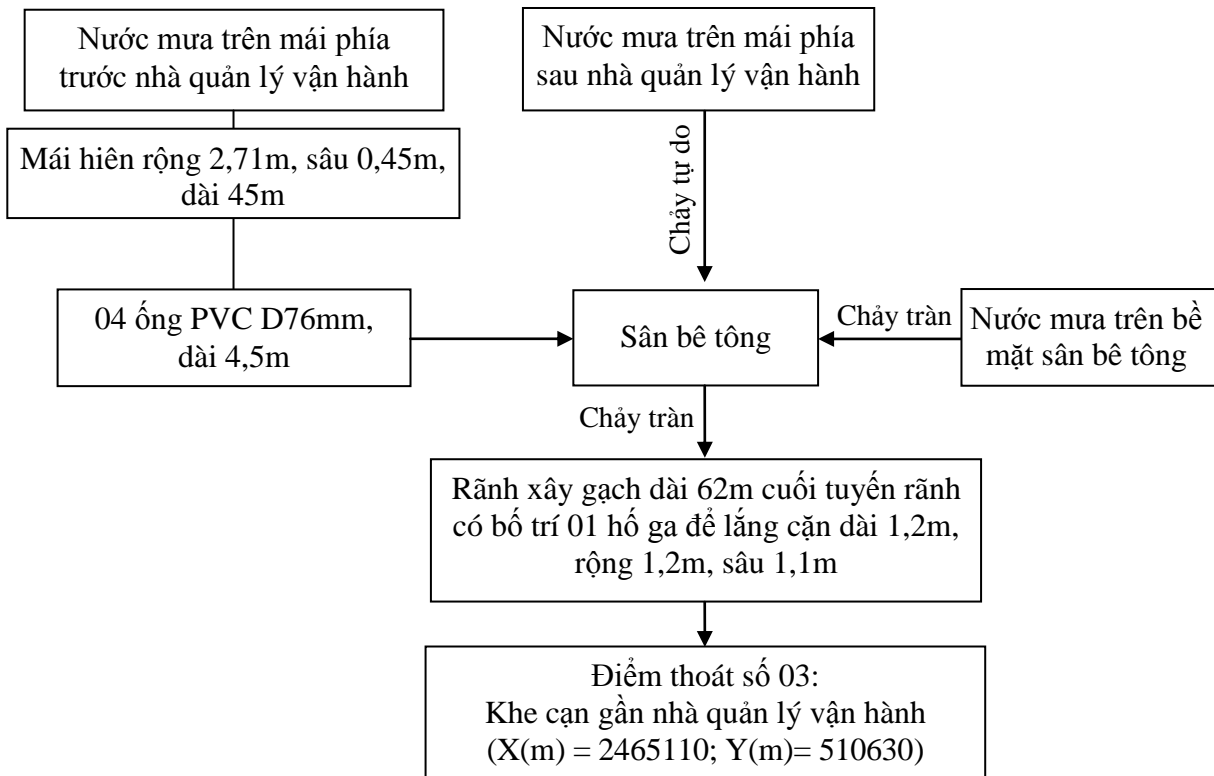 Nước mưa trên mái phía
trước nhà quản lý vận hành
Nước mưa trên mái phía
sau nhà quản lý vận hành
Mái hiên rộng 2,71m, sâu 0,45m,
dài 45m
Chảy tự do
04 ống PVC D76mm,
dài 4,5m
Sân bê tông
Chảy tràn
Nước mưa trên bề
mặt sân bê tông
Chảy tràn
Rãnh xây gạch dài 62m cuối tuyến rãnh
có bố trí 01 hố ga để lắng cặn dài 1,2m,
rộng 1,2m, sâu 1,1m
Điểm thoát số 03:
Khe cạn gần nhà quản lý vận hành
(X(m) = 2465110; Y(m)= 510630)